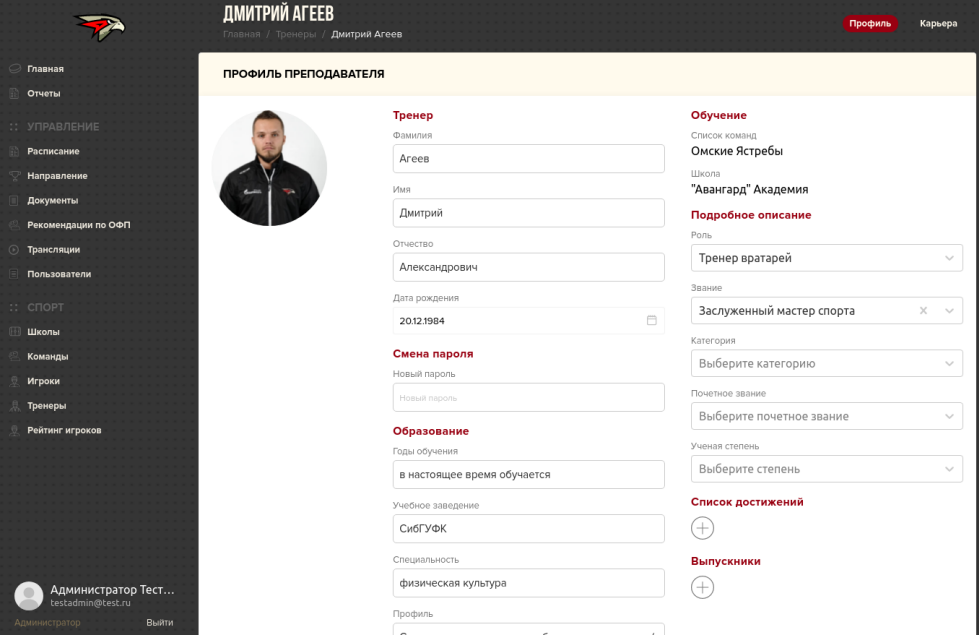 ДМИТРИЙ АГЕЕВ
Главная / Тренеры / Дмитрий Агеев
Профиль
Карьера
Главная
Отчеты
УПРАВЛЕНИЕ
Расписание
Направление
Документы
Рекомендации по ОФП
Трансляции
Пользователи
СПОРТ
Школы
Команды
Игроки
Тренеры
Рейтинг игроков
Администратор Тест...
testadmin@test.ru
Администратор
Выйти
ПРОФИЛЬ ПРЕПОДАВАТЕЛЯ
Тренер
Фамилия
Агеев
Имя
Дмитрий
Отчество
Александрович
Дата рождения
20.12.1984
Смена пароля
Новый пароль
Новый пароль
Образование
Годы обучения
в настоящее время обучается
Учебное заведение
СибГУФК
Специальность
физическая культура
Профиль
Обучение
Список команд
Омские Ястребы
Школа
"Авангард" Академия
Подробное описание
Роль
Тренер вратарей
Звание
Заслуженный мастер спорта
Категория
Выберите категорию
Почетное звание
Выберите почетное звание
Ученая степень
Выберите степень
Список достижений
Выпускники